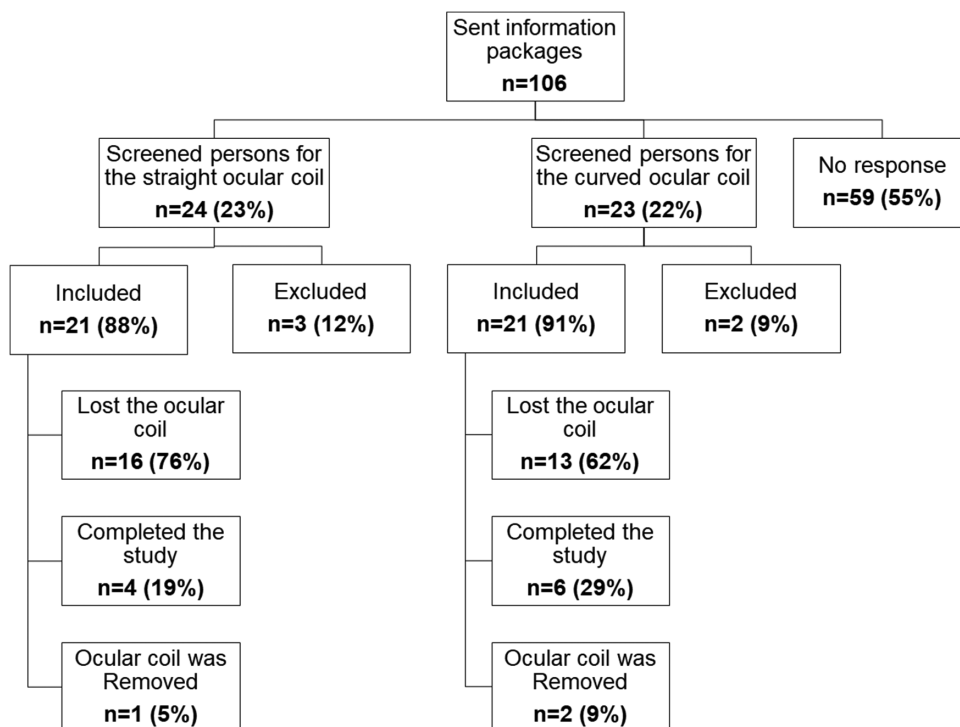 Sent information
packages
n=106
Screened persons for
the straight ocular coil
n=24 (23%)
Screened persons for
the curved ocular coil
n=23 (22%)
No response
n=59 (55%)
Included
n=21 (88%)
Excluded
n=3 (12%)
Included
n=21 (91%)
Excluded
n=2 (9%)
Lost the ocular
coil
n=16 (76%)
Completed the
study
n=4 (19%)
Ocular coil was
Removed
n=1 (5%)
Lost the ocular
coil
n=13 (62%)
Completed the
study
n=6 (29%)
Ocular coil was
Removed
n=2 (9%)